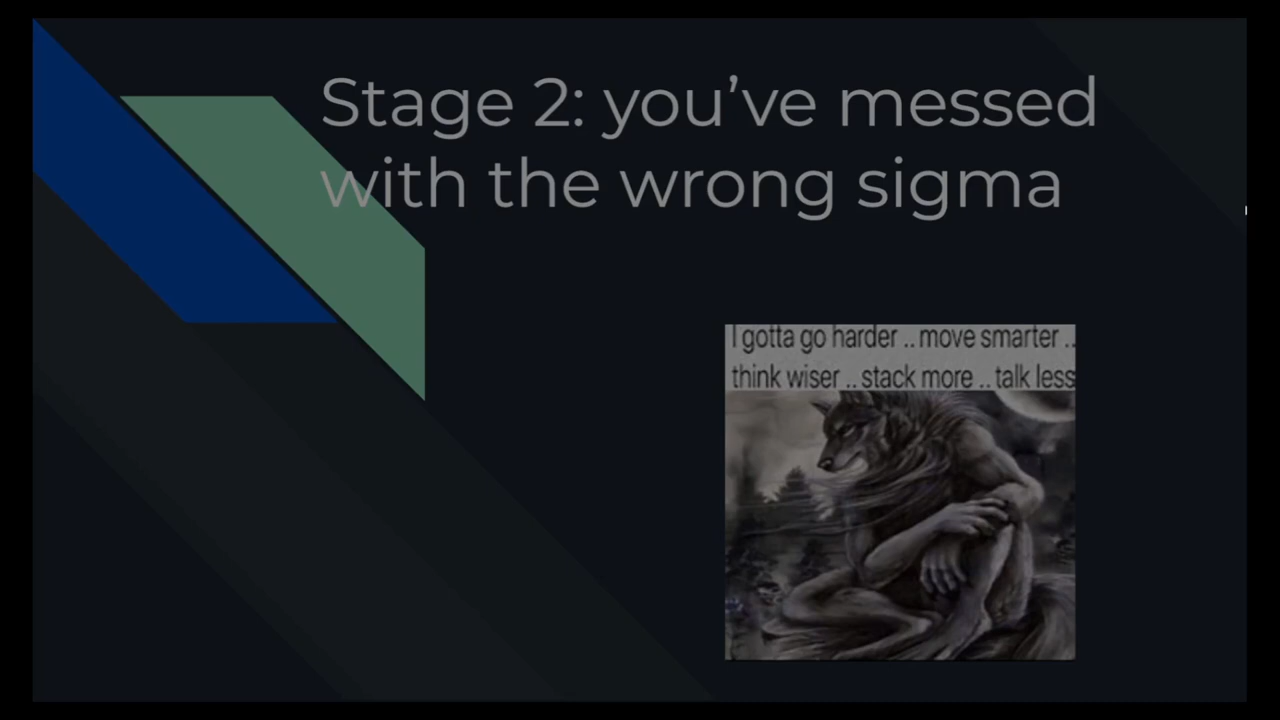 Stage 2: you’ve messed
with the wrong sigma
I gotta go harder .. move smarter ..
think wiser .. stack more .. talk less